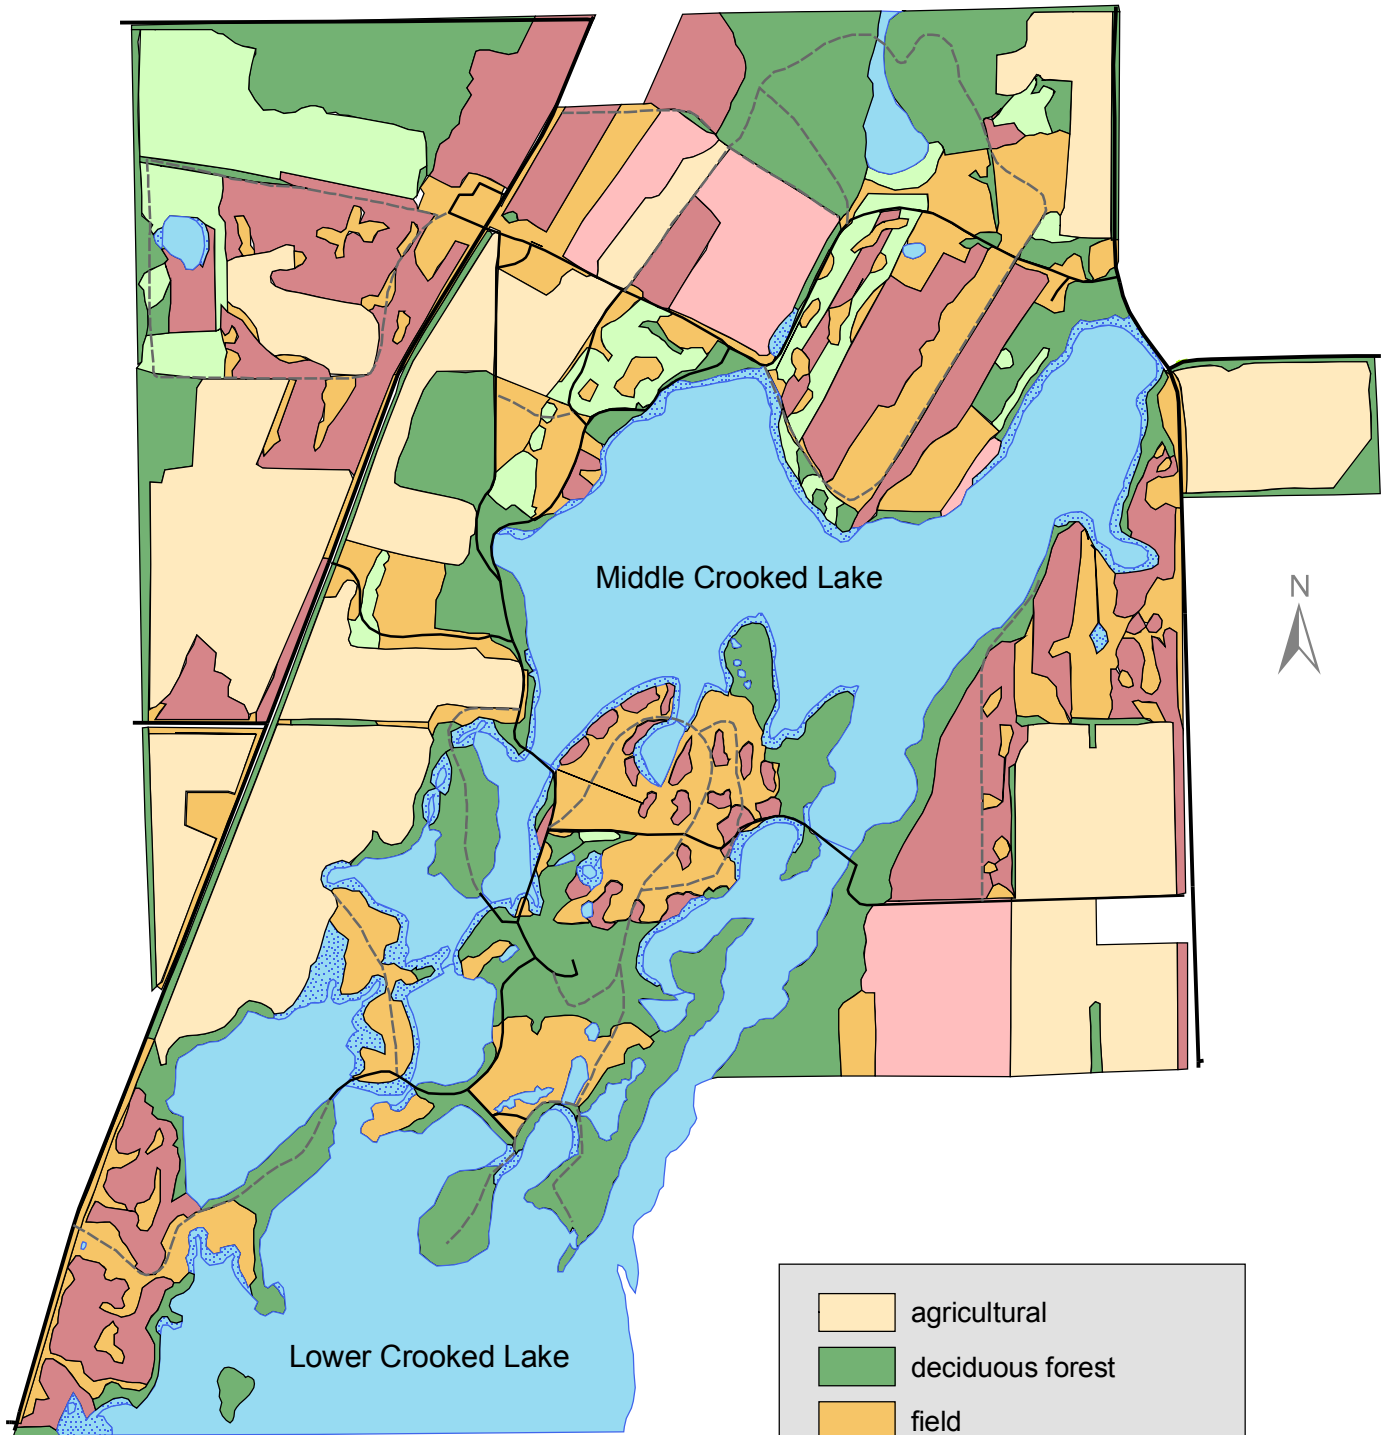 N
Middle Crooked Lake
Lower Crooked Lake
agricultural
deciduous forest
field